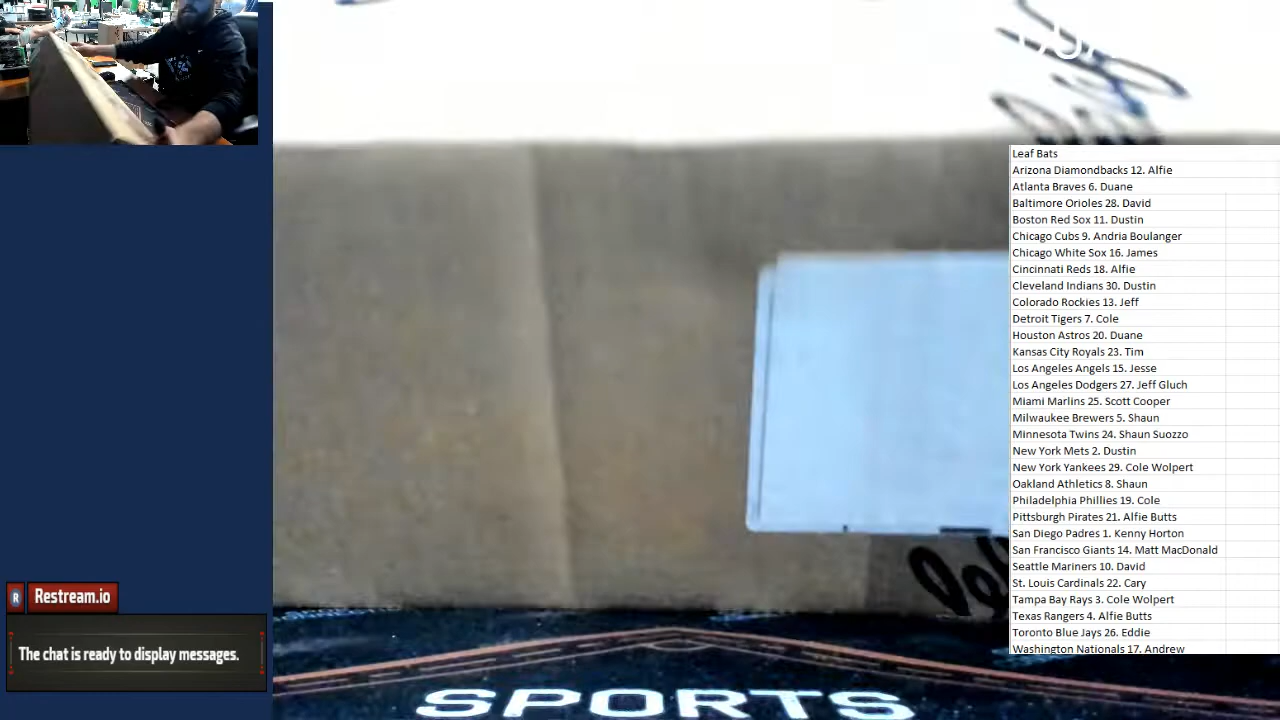 Leaf Bats
Arizona Diamondbacks 12. Alfie
Atlanta Braves 6. Duane
Baltimore Orioles 28. David
Boston Red Sox 11. Dustin
Chicago Cubs 9. Andria Boulanger
Chicago White Sox 16. James
Cincinnati Reds 18. Alfie
Cleveland Indians 30. Dustin
Colorado Rockies 13. Jeff
Detroit Tigers 7. Cole
Houston Astros 20. Duane
Kansas City Royals 23. Tim
Los Angeles Angels 15. Jesse
Los Angeles Dodgers 27. Jeff Gluch
Miami Marlins 25. Scott Cooper
Milwaukee Brewers 5. Shaun
Minnesota Twins 24. Shaun Suozzo
New York Mets 2. Dustin
New York Yankees 29. Cole Wolpert
Oakland Athletics 8. Shaun
Philadelphia Phillies 19. Cole
Pittsburgh Pirates 21. Alfie Butts
San Diego Padres 1. Kenny Horton
San Francisco Giants 14. Matt MacDonald
Seattle Mariners 10. David
St. Louis Cardinals 22. Cary
Tampa Bay Rays 3. Cole Wolpert
Texas Rangers 4. Alfie Butts
Toronto Blue Jays 26. Eddie
Washington Nationals 17. Andrew
R Restream.io
The chat is ready to display messages.
SPORTS